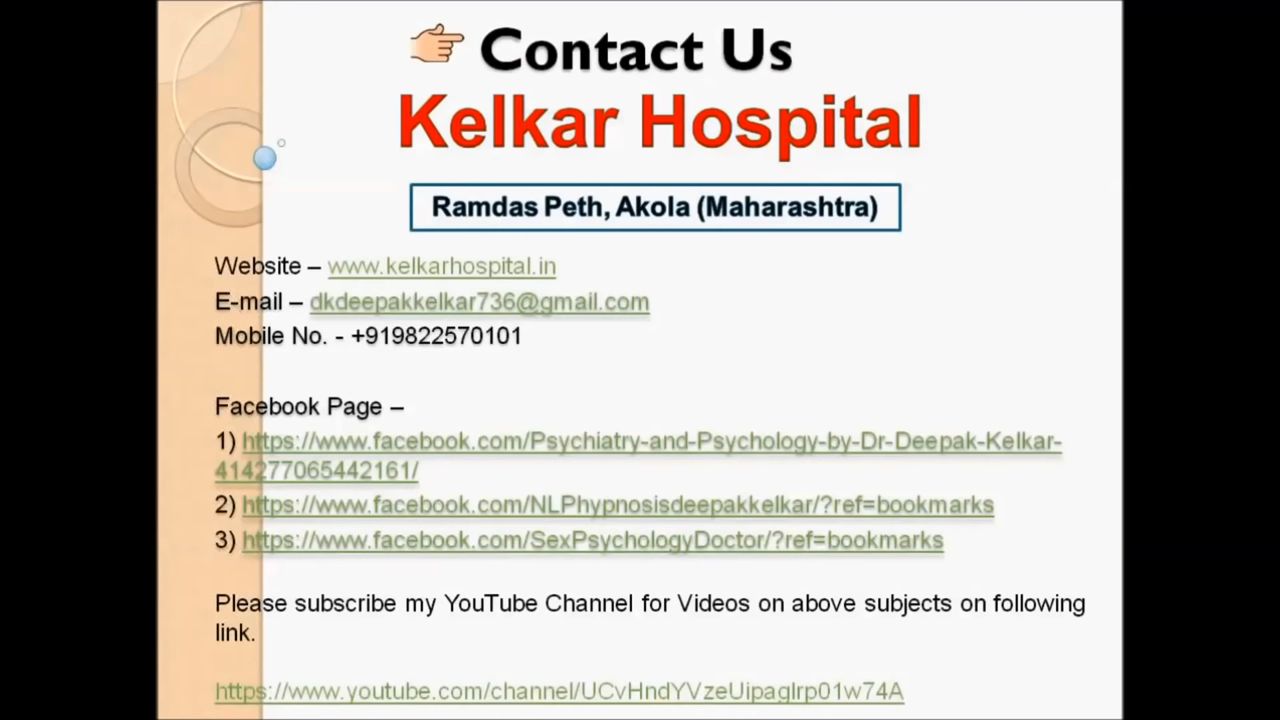 Contact Us
Kelkar Hospital
Ramdas Peth, Akola (Maharashtra)
Website – www.kelkarhospital.in
E-mail – dkdeepakkelkar736@gmail.com
Mobile No. - +919822570101
Facebook Page –
1) https://www.facebook.com/Psychiatry-and-Psychology-by-Dr-Deepak-Kelkar-
414277065442161/
2) https://www.facebook.com/NLPhypnosisdeepakkelkar/?ref=bookmarks
3) https://www.facebook.com/SexPsychologyDoctor/?ref=bookmarks
Please subscribe my YouTube Channel for Videos on above subjects on following
link.
https://www.youtube.com/channel/UCvHndYVzeUipaglrp01w74A